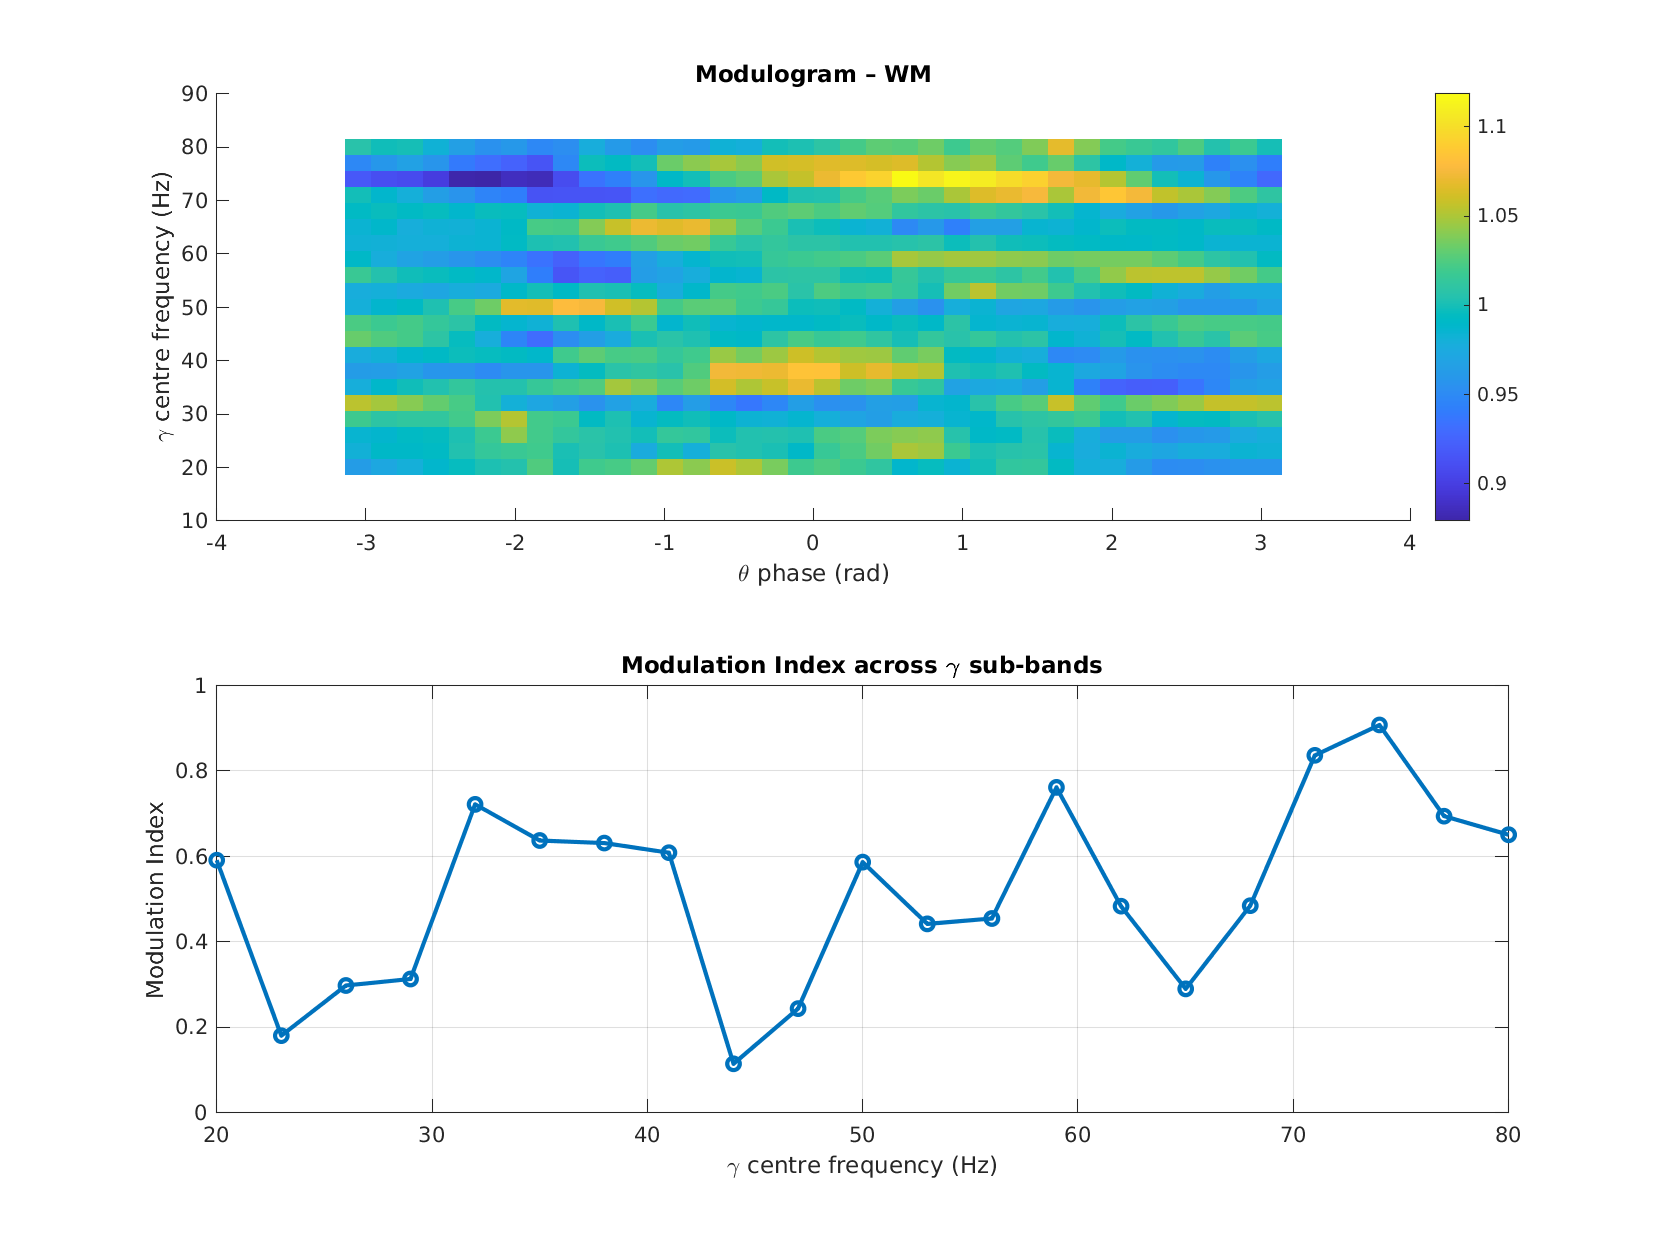 Modulogram – WM
90
80
70
60
50
40
30
20
10
γ centre frequency (Hz)
-4 -3 -2 -1 0 1 2 3 4
θ phase (rad)
1.1
1.05
1
0.95
0.9
Modulation Index across γ sub-bands
1
0.8
0.6
0.4
0.2
0
Modulation Index
20 30 40 50 60 70 80
γ centre frequency (Hz)